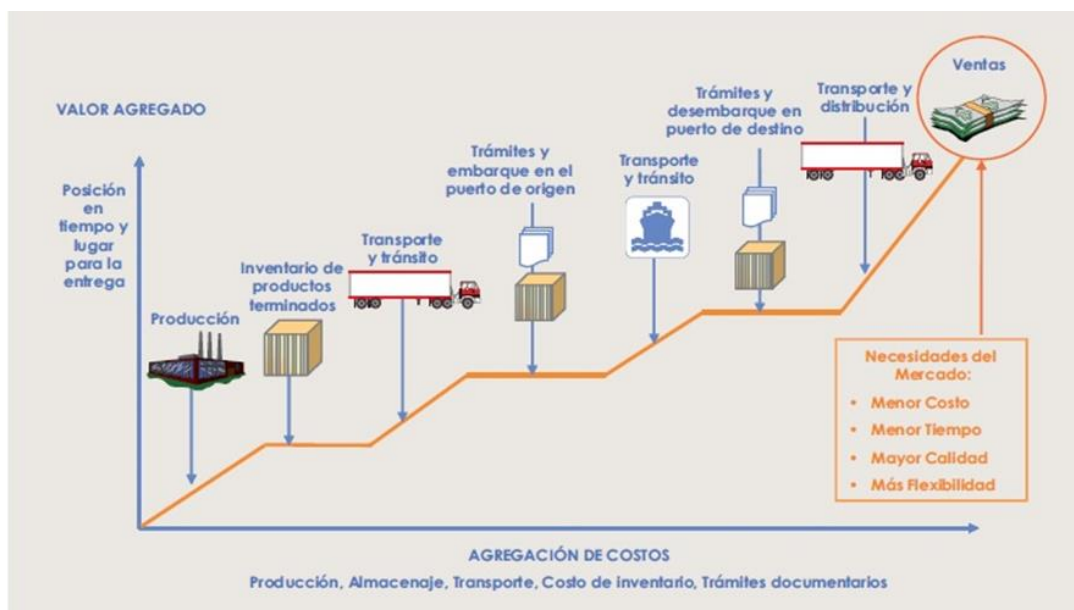 VALOR AGREGADO
Posición
en
tiempo y
lugar
para la
entrega
Producción
Inventario de
productos
terminados
Transporte
y tránsito
Trámites y
embarque en el
puerto de origen
Transporte
y tránsito
Trámites y
desembarque en
puerto de destino
Transporte y
distribución
Ventas
Necesidades del
Mercado:
• Menor Costo
• Menor Tiempo
• Mayor Calidad
• Más Flexibilidad
AGREGACIÓN DE COSTOS
Producción, Almacenaje, Transporte, Costo de inventario, Trámites documentarios